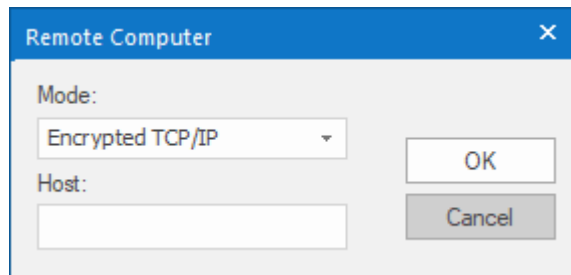 Remote Computer
Mode:
Encrypted TCP/IP
Host:
OK
Cancel